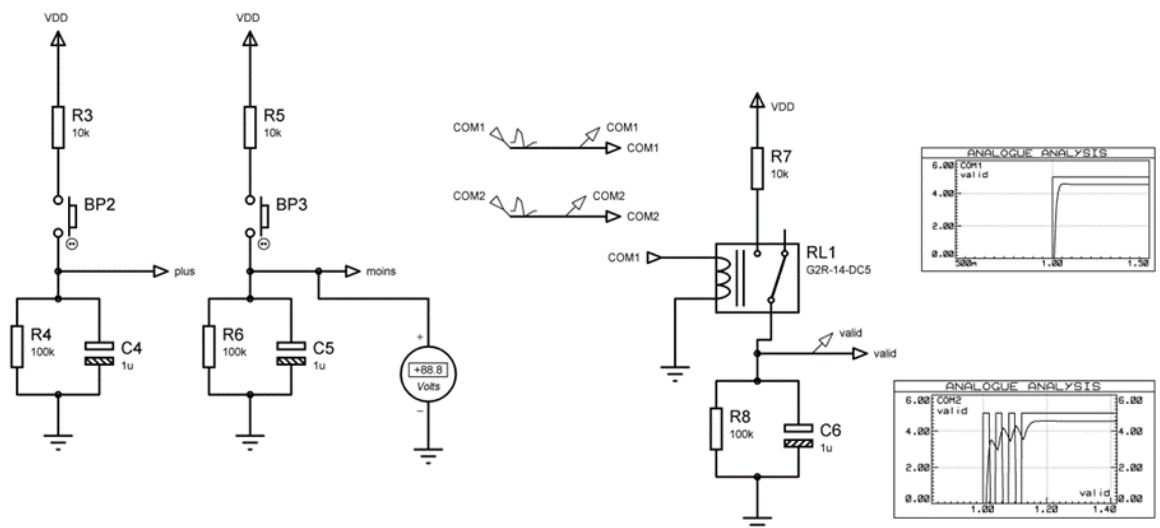 VDD
R3
10k
BP2
plus
R4
100k
C4
1u
VDD
R5
10k
BP3
moins
R6
100k
C5
1u
+
+88.8
Volts
−
COM1
COM1
COM1
COM2
COM2
COM2
VDD
R7
10k
COM1
RL1
G2R-14-DC5
valid
valid
R8
100k
C6
1u
ANALOGUE ANALYSIS
6.00
COM1
valid
4.00
2.00
0.00
500m
1.00
1.50
ANALOGUE ANALYSIS
6.00
COM2
6.00
valid
4.00
4.00
2.00
2.00
0.00
valid
0.00
1.00
1.20
1.40